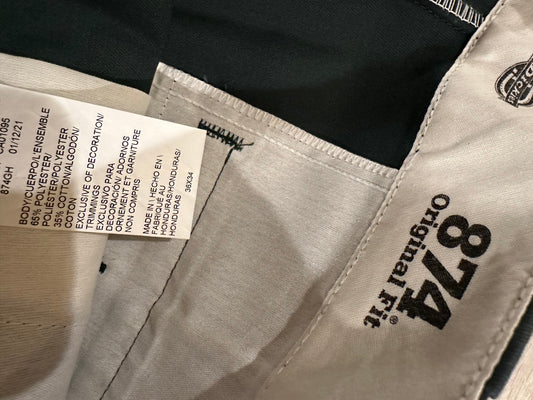 874GH 01/12/21
BODY/CUERPO/L'ENSEMBLE
65% POLYESTER/
POLIÉSTER/POLYESTER
35% COTTON/ALGODÓN/
COTON
EXCLUSIVE OF DECORATION/
TRIMMINGS
EXCLUSIVO PARA
DECORACIÓN/ ADORNOS
ORNEMENT ET GARNITURE
NON COMPRIS
MADE IN \ HECHO EN \
FABRIQUÉ AU
HONDURAS/HONDURAS/
HONDURAS
36X34
874
Original Fit